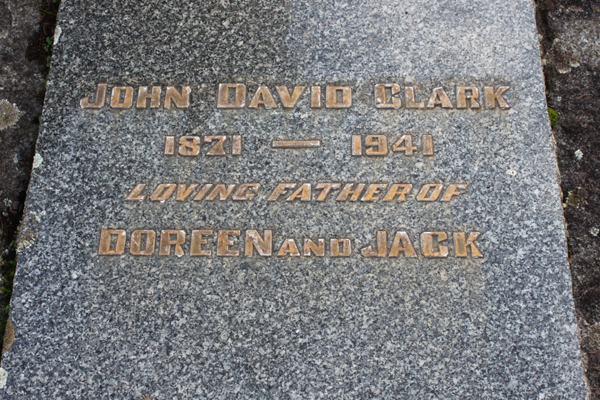 JOHN DAVID CLARK
1871 — 1941
LOVING FATHER OF
DOREEN AND JACK